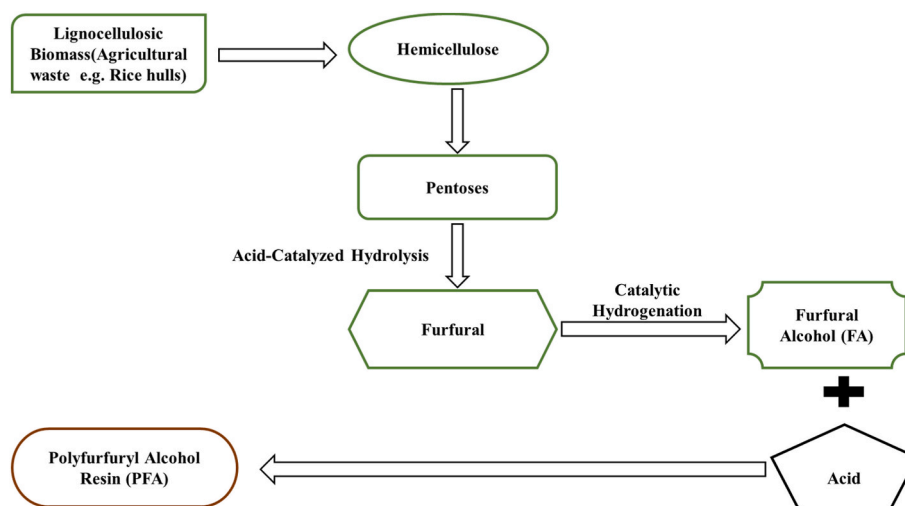 Lignocellulosic
Biomass(Agricultural
waste e.g. Rice hulls)
Hemicellulose
Pentoses
Acid-Catalyzed Hydrolysis
Furfural
Catalytic
Hydrogenation
Furfural
Alcohol (FA)
Acid
Polyfurfuryl Alcohol
Resin (PFA)